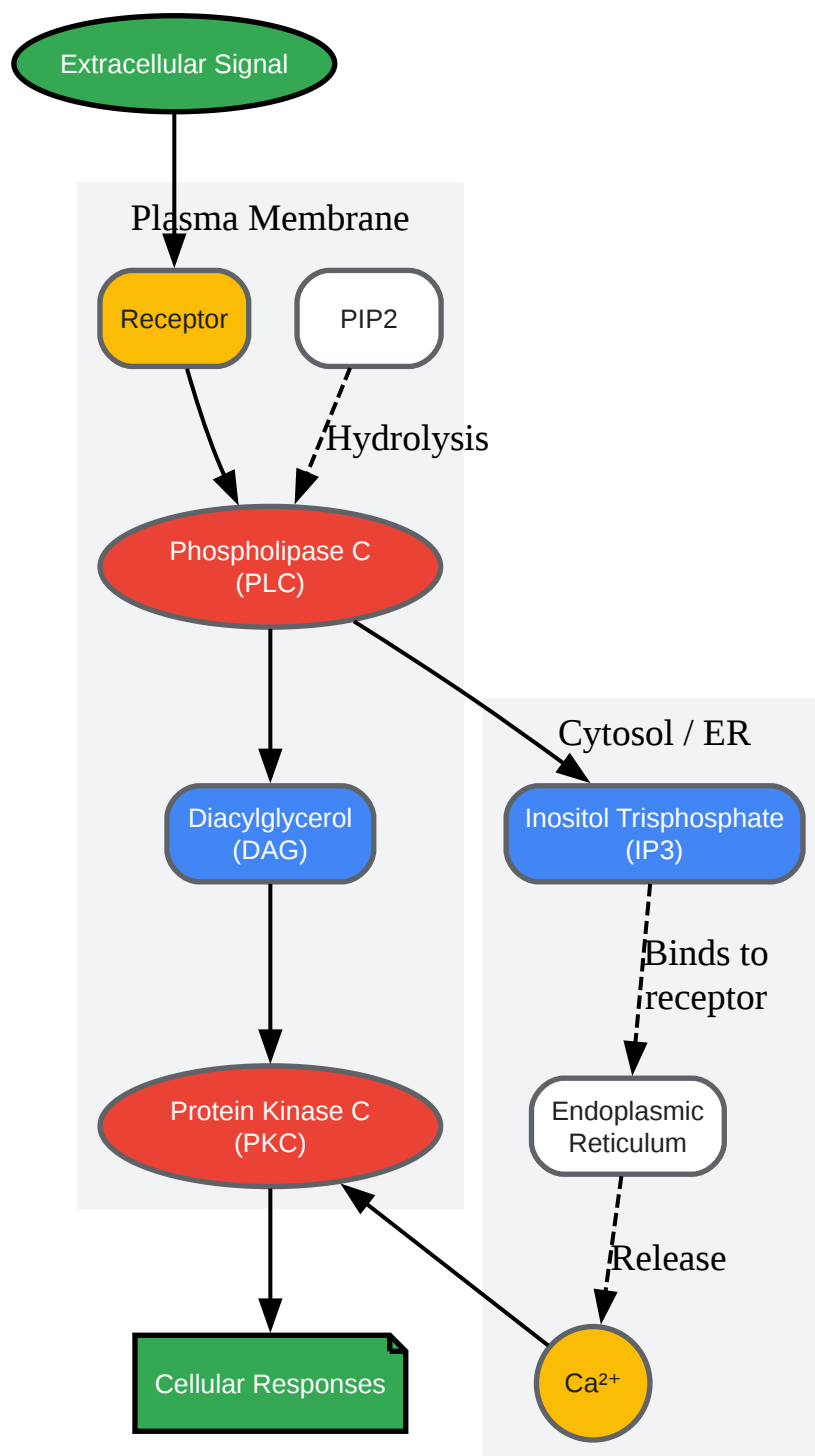 Extracellular Signal
Plasma Membrane
Receptor
PIP2
Hydrolysis
Phospholipase C
(PLC)
Cytosol / ER
Diacylglycerol
(DAG)
Inositol Trisphosphate
(IP3)
Binds to
receptor
Protein Kinase C
(PKC)
Endoplasmic
Reticulum
Release
Cellular Responses
Ca²⁺